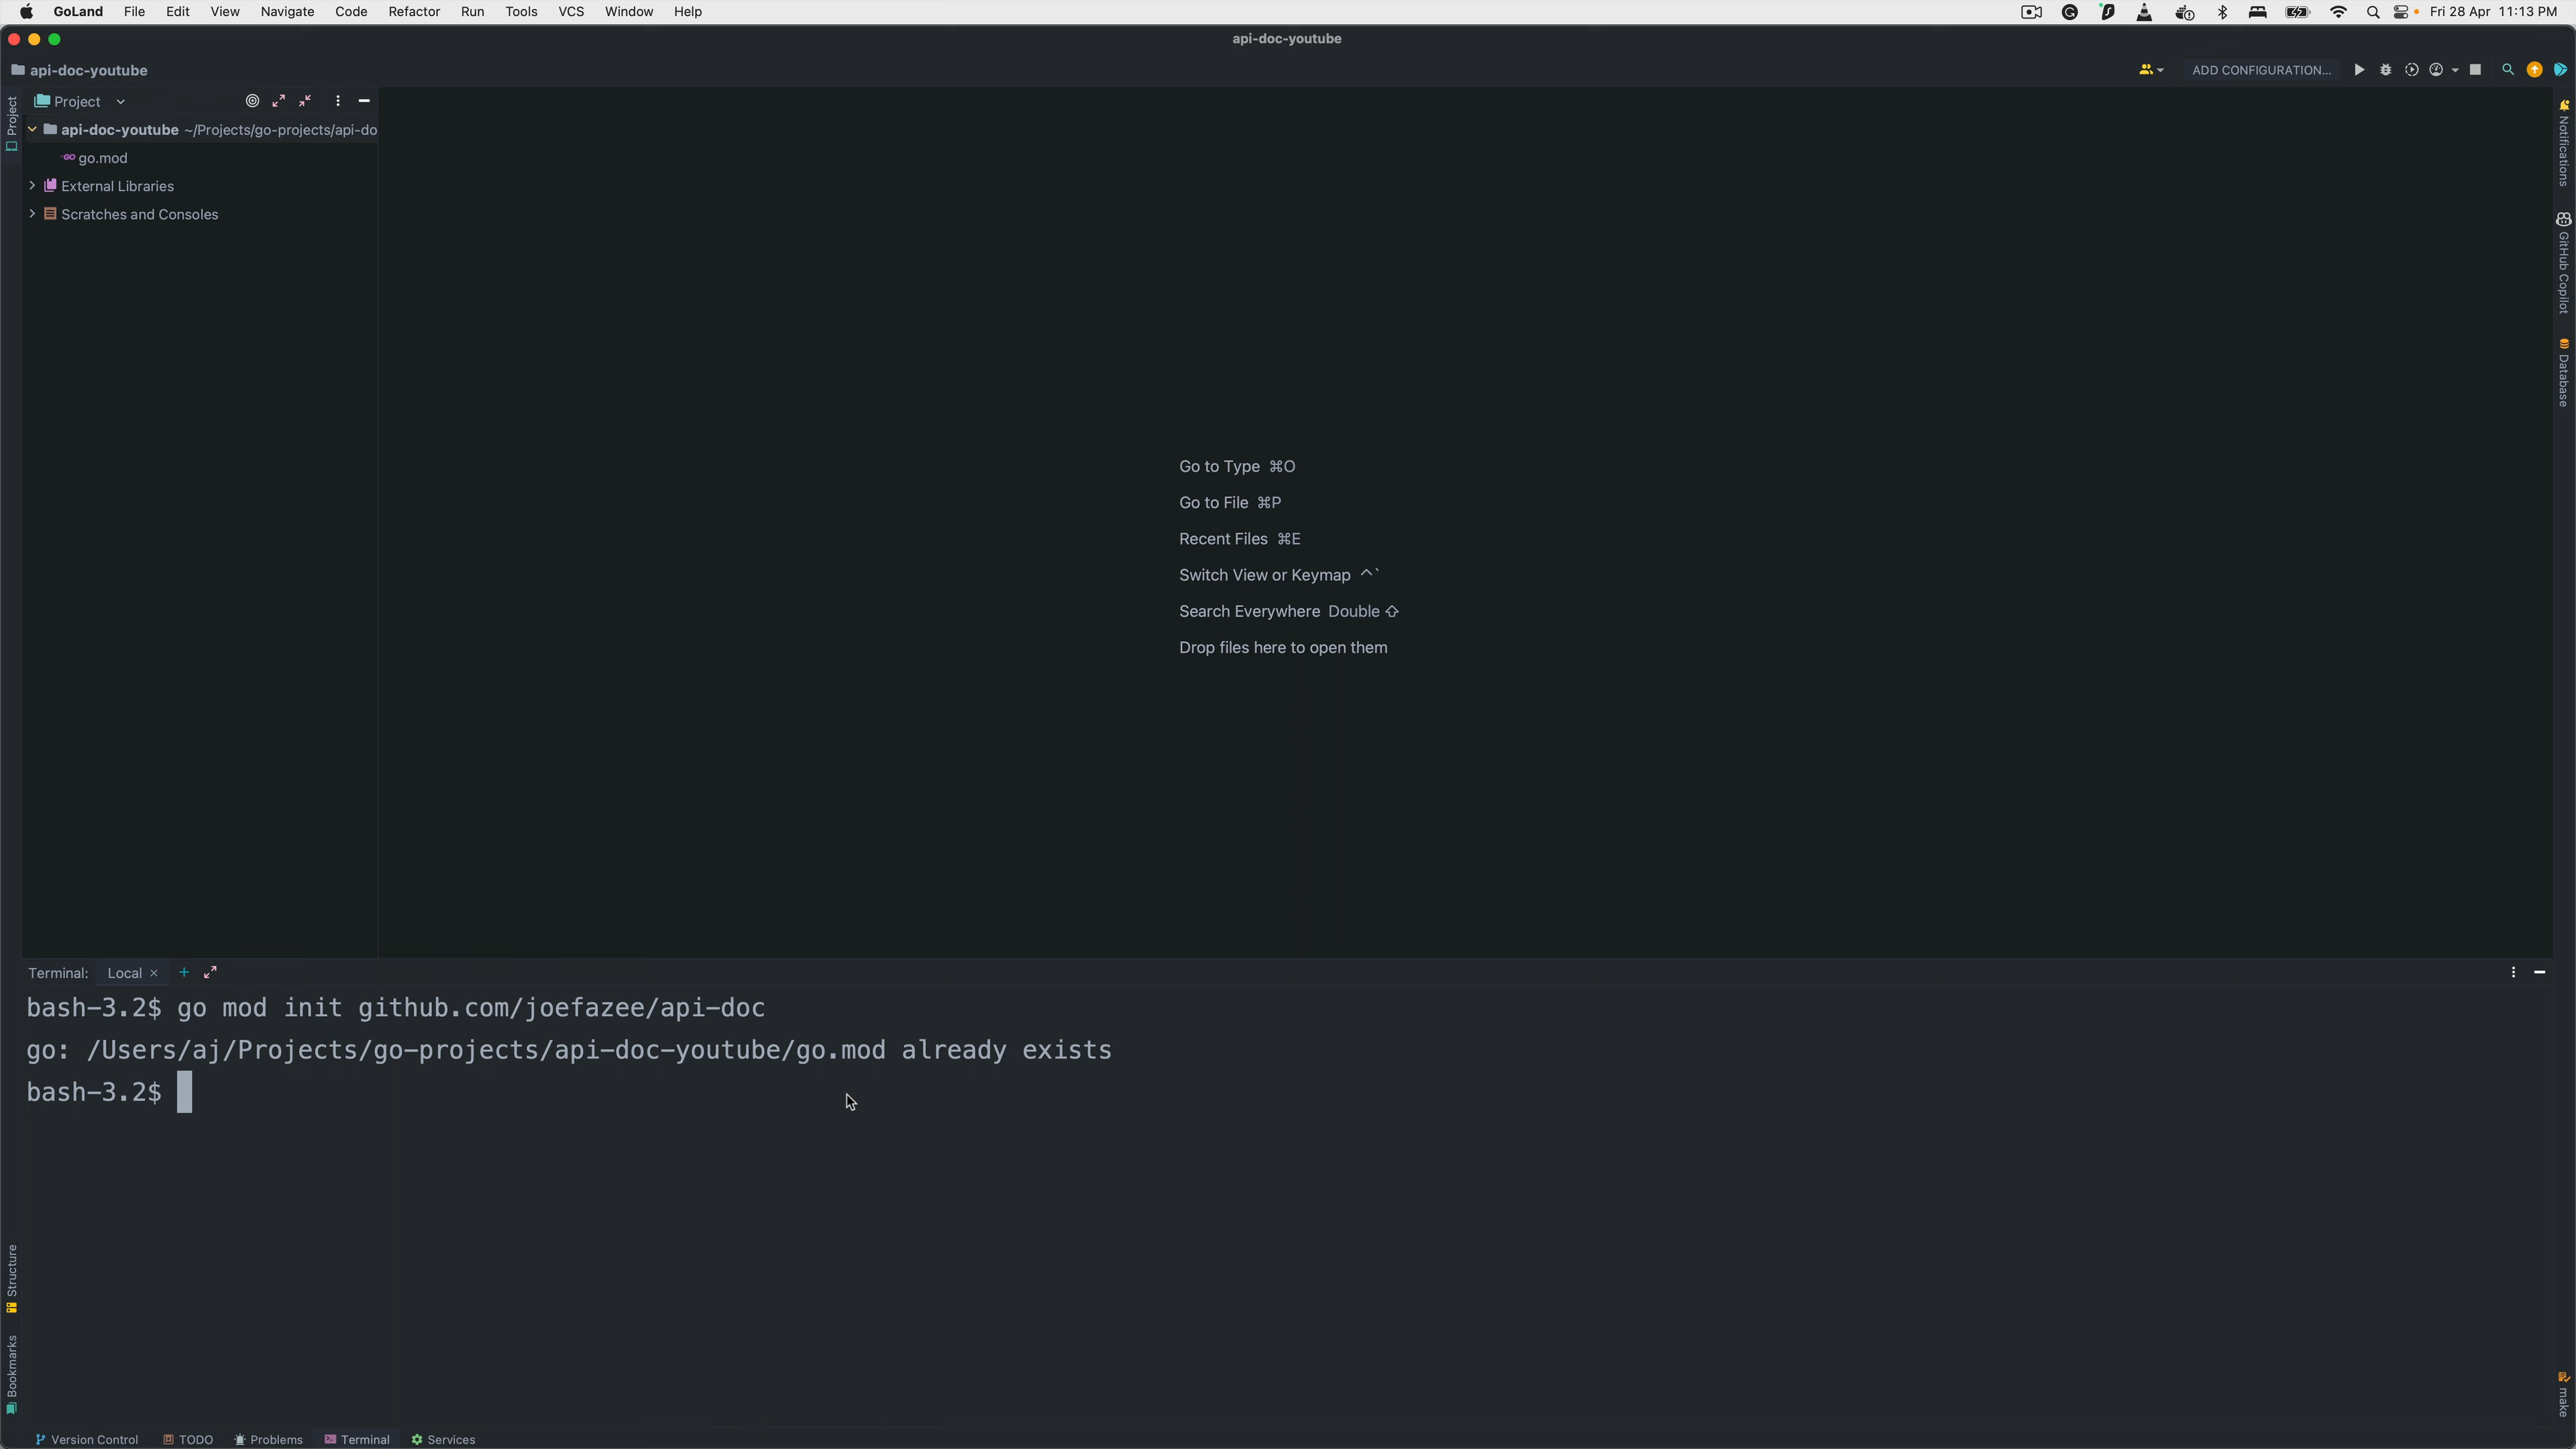 GoLand File Edit View Navigate Code Refactor Run Tools VCS Window Help Fri 28 Apr 11:13 PM
api-doc-youtube
api-doc-youtube ADD CONFIGURATION...
Project
Project
api-doc-youtube ~/Projects/go-projects/api-do
go.mod
External Libraries
Scratches and Consoles
Notifications
GitHub Copilot
Database
Go to Type ⌘O
Go to File ⌘P
Recent Files ⌘E
Switch View or Keymap ^`
Search Everywhere Double ⇧
Drop files here to open them
Terminal: Local × +
bash-3.2$ go mod init github.com/joefazee/api-doc
go: /Users/aj/Projects/go-projects/api-doc-youtube/go.mod already exists
bash-3.2$
Structure
Bookmarks
make
Version Control TODO Problems Terminal Services